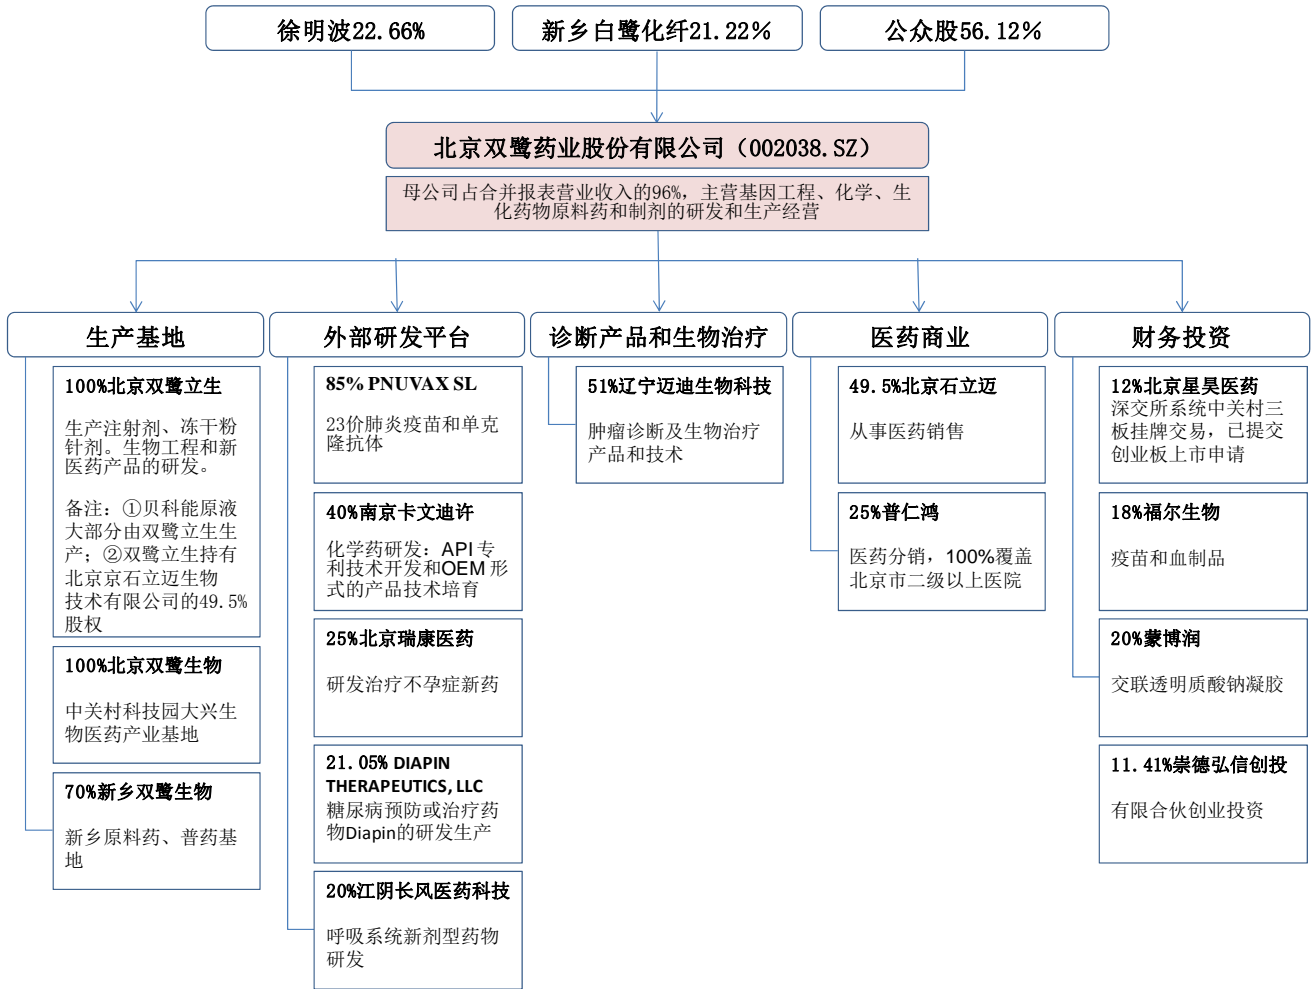 徐明波22.66%
新乡白鹭化纤21.22%
公众股56.12%
北京双鹭药业股份有限公司（002038.SZ）
母公司占合并报表营业收入的96%，主营基因工程、化学、生
化药物原料药和制剂的研发和生产经营
生产基地
100%北京双鹭立生
生产注射剂、冻干粉
针剂。生物工程和新
医药产品的研发。
备注：①贝科能原液
大部分由双鹭立生生
产；②双鹭立生持有
北京京石立迈生物
技术有限公司的49.5%
股权
100%北京双鹭生物
中关村科技园大兴生
物医药产业基地
70%新乡双鹭生物
新乡原料药、普药基
地
外部研发平台
85% PNUVAX SL
23价肺炎疫苗和单克
隆抗体
40%南京卡文迪许
化学药研发：API 专
利技术开发和OEM 形
式的产品技术培育
25%北京瑞康医药
研发治疗不孕症新药
21.05% DIAPIN
THERAPEUTICS, LLC
糖尿病预防或治疗药
物Diapin的研发生产
20%江阴长风医药科技
呼吸系统新剂型药物
研发
诊断产品和生物治疗
51%辽宁迈迪生物科技
肿瘤诊断及生物治疗
产品和技术
医药商业
49.5%北京石立迈
从事医药销售
25%普仁鸿
医药分销，100%覆盖
北京市二级以上医院
财务投资
12%北京星昊医药
深交所系统中关村三
板挂牌交易，已提交
创业板上市申请
18%福尔生物
疫苗和血制品
20%蒙博润
交联透明质酸钠凝胶
11.41%崇德弘信创投
有限合伙创业投资